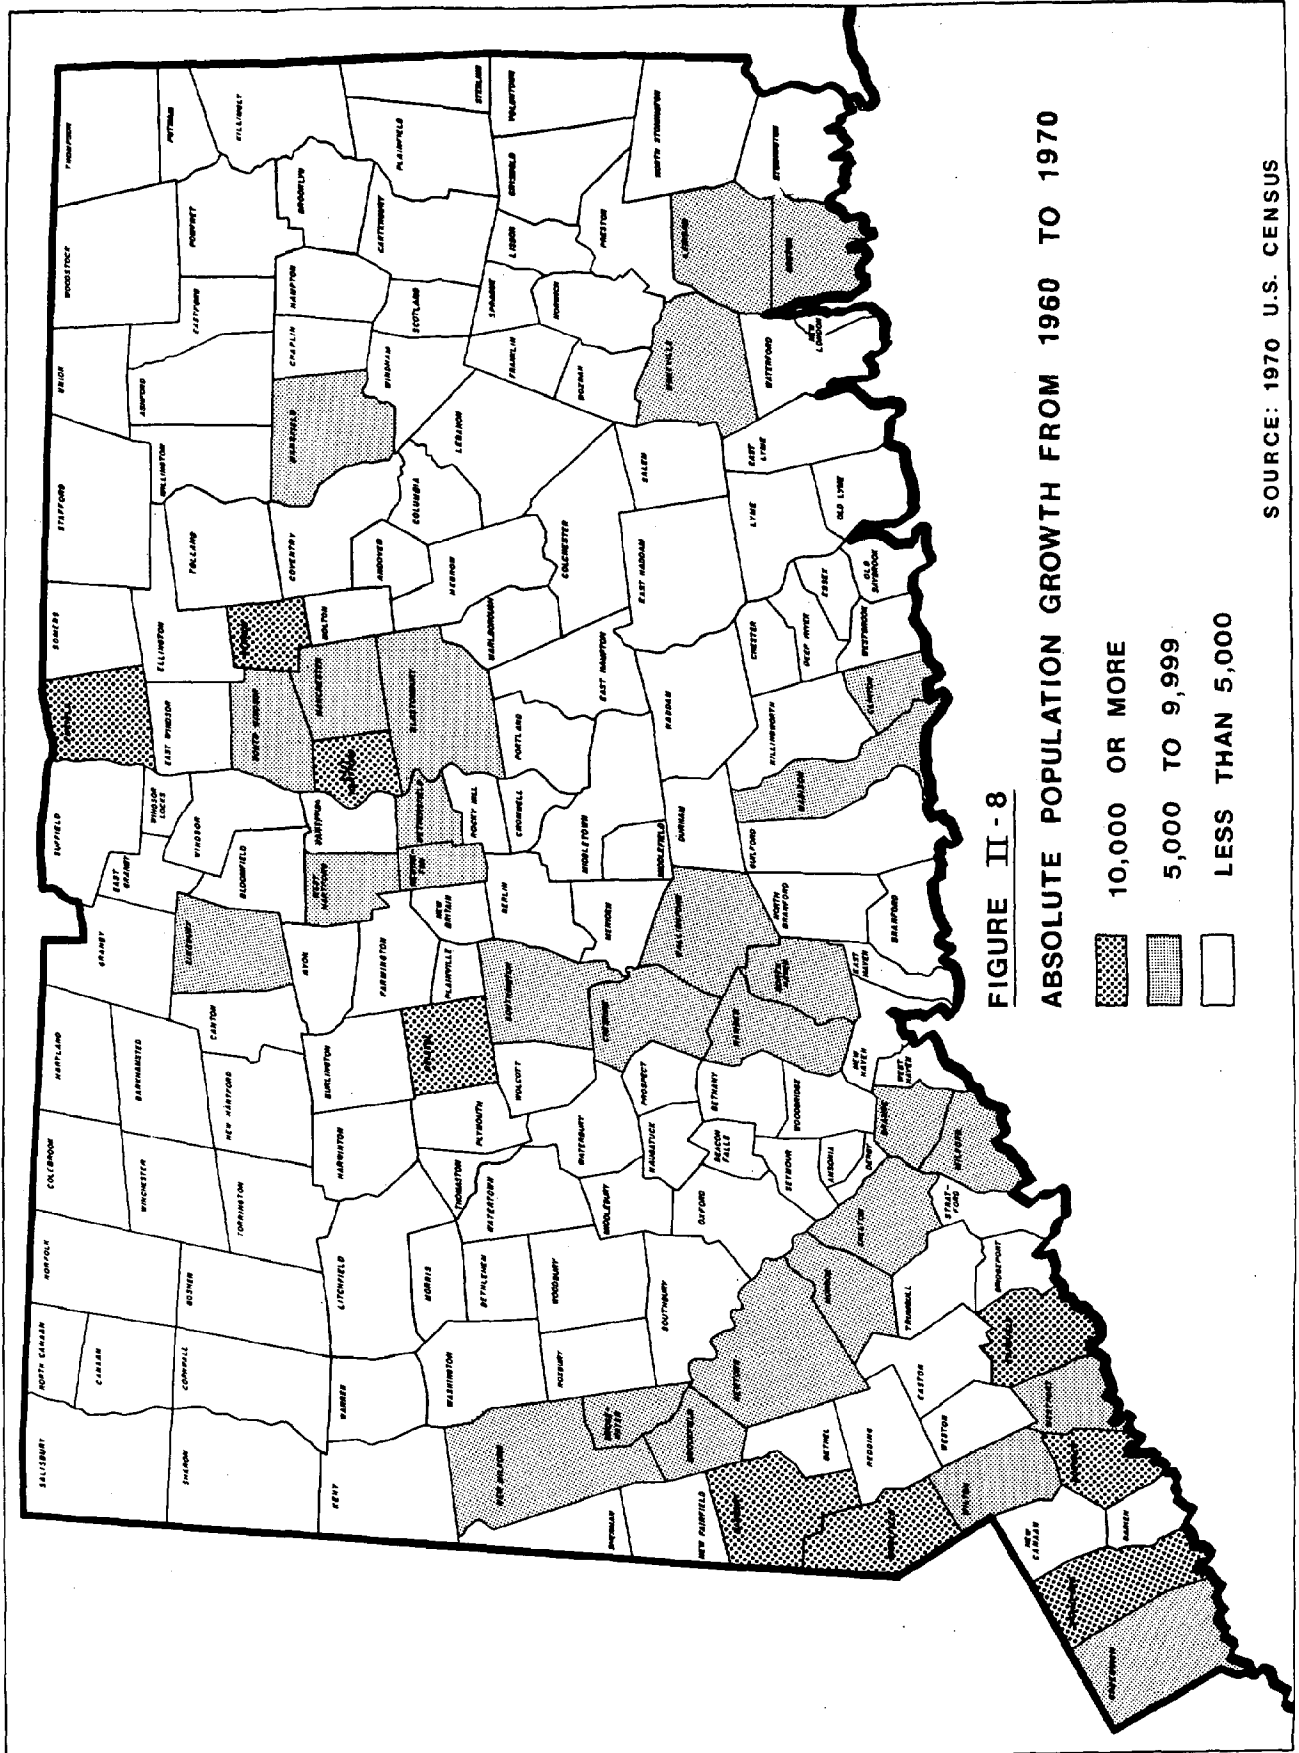 THOMPSON
PUTNAM
KILLINGLY
STERLING
WOODSTOCK
POMFRET
BROOKLYN
PLAINFIELD
VOLUNTOWN
UNION
EASTFORD
HAMPTON
CANTERBURY
GRISWOLD
NORTH STONINGTON
STONINGTON
ASHFORD
CHAPLIN
SCOTLAND
SPRAGUE
LISBON
PRESTON
LEDYARD
GROTON
STAFFORD
WILLINGTON
MANSFIELD
WINDHAM
FRANKLIN
NORWICH
BOZRAH
MONTVILLE
WATERFORD
NEW
LONDON
TOLLAND
COVENTRY
COLUMBIA
LEBANON
SALEM
EAST
LYME
SOMERS
ELLINGTON
VERNON
BOLTON
ANDOVER
HEBRON
COLCHESTER
EAST HADDAM
LYME
OLD LYME
EAST WINDSOR
SOUTH WINDSOR
MANCHESTER
GLASTONBURY
MARLBOROUGH
EAST HAMPTON
CHESTER
DEEP RIVER
ESSEX
OLD
SAYBROOK
WESTBROOK
SUFFIELD
WINDSOR
LOCKS
WINDSOR
HARTFORD
WETHERSFIELD
ROCKY HILL
CROMWELL
PORTLAND
HADDAM
KILLINGWORTH
CLINTON
EAST
GRANBY
BLOOMFIELD
WEST
HARTFORD
NEWING-
TON
BERLIN
MIDDLETOWN
MIDDLEFIELD
DURHAM
MADISON
GUILFORD
GRANBY
SIMSBURY
AVON
FARMINGTON
NEW
BRITAIN
PLAINVILLE
SOUTHINGTON
MERIDEN
WALLINGFORD
NORTH
BRANFORD
BRANFORD
EAST
HAVEN
HARTLAND
BARKHAMSTED
CANTON
NEW HARTFORD
BURLINGTON
BRISTOL
WOLCOTT
CHESHIRE
HAMDEN
NORTH
HAVEN
NEW
HAVEN
WEST
HAVEN
COLEBROOK
WINCHESTER
TORRINGTON
HARWINTON
PLYMOUTH
THOMASTON
WATERTOWN
WATERBURY
PROSPECT
NAUGATUCK
BETHANY
WOODBRIDGE
BEACON
FALLS
SEYMOUR
ANSONIA
DERBY
ORANGE
MILFORD
NORFOLK
GOSHEN
LITCHFIELD
MORRIS
BETHLEHEM
WOODBURY
MIDDLEBURY
OXFORD
SOUTHBURY
SHELTON
STRAT-
FORD
NORTH CANAAN
CANAAN
CORNWALL
WARREN
WASHINGTON
ROXBURY
NEWTOWN
MONROE
TRUMBULL
BRIDGEPORT
SALISBURY
SHARON
KENT
NEW MILFORD
BRIDGE-
WATER
BROOKFIELD
BETHEL
REDDING
EASTON
WESTON
FAIRFIELD
WESTPORT
SHERMAN
NEW FAIRFIELD
DANBURY
RIDGEFIELD
WILTON
NORWALK
NEW
CANAAN
DARIEN
STAMFORD
GREENWICH
FIGURE II-8
ABSOLUTE POPULATION GROWTH FROM 1960 TO 1970
10,000 OR MORE
5,000 TO 9,999
LESS THAN 5,000
SOURCE: 1970 U.S. CENSUS